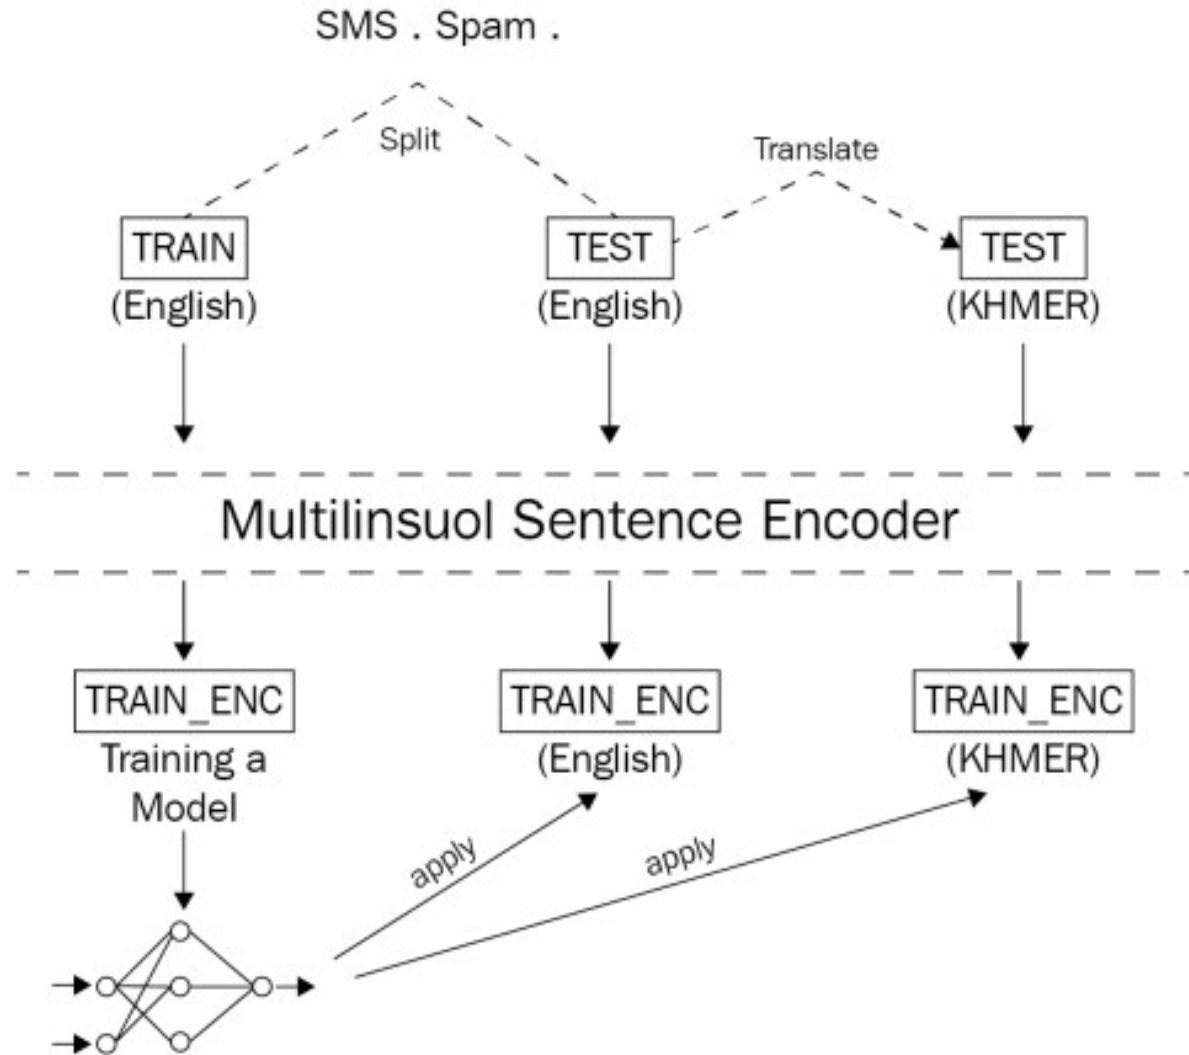 SMS . Spam .
Split
Translate
TRAIN
TEST
TEST
(English)
(English)
(KHMER)
Multilinsuol Sentence Encoder
TRAIN_ENC
TRAIN_ENC
TRAIN_ENC
Training a
Model
(English)
(KHMER)
apply
apply